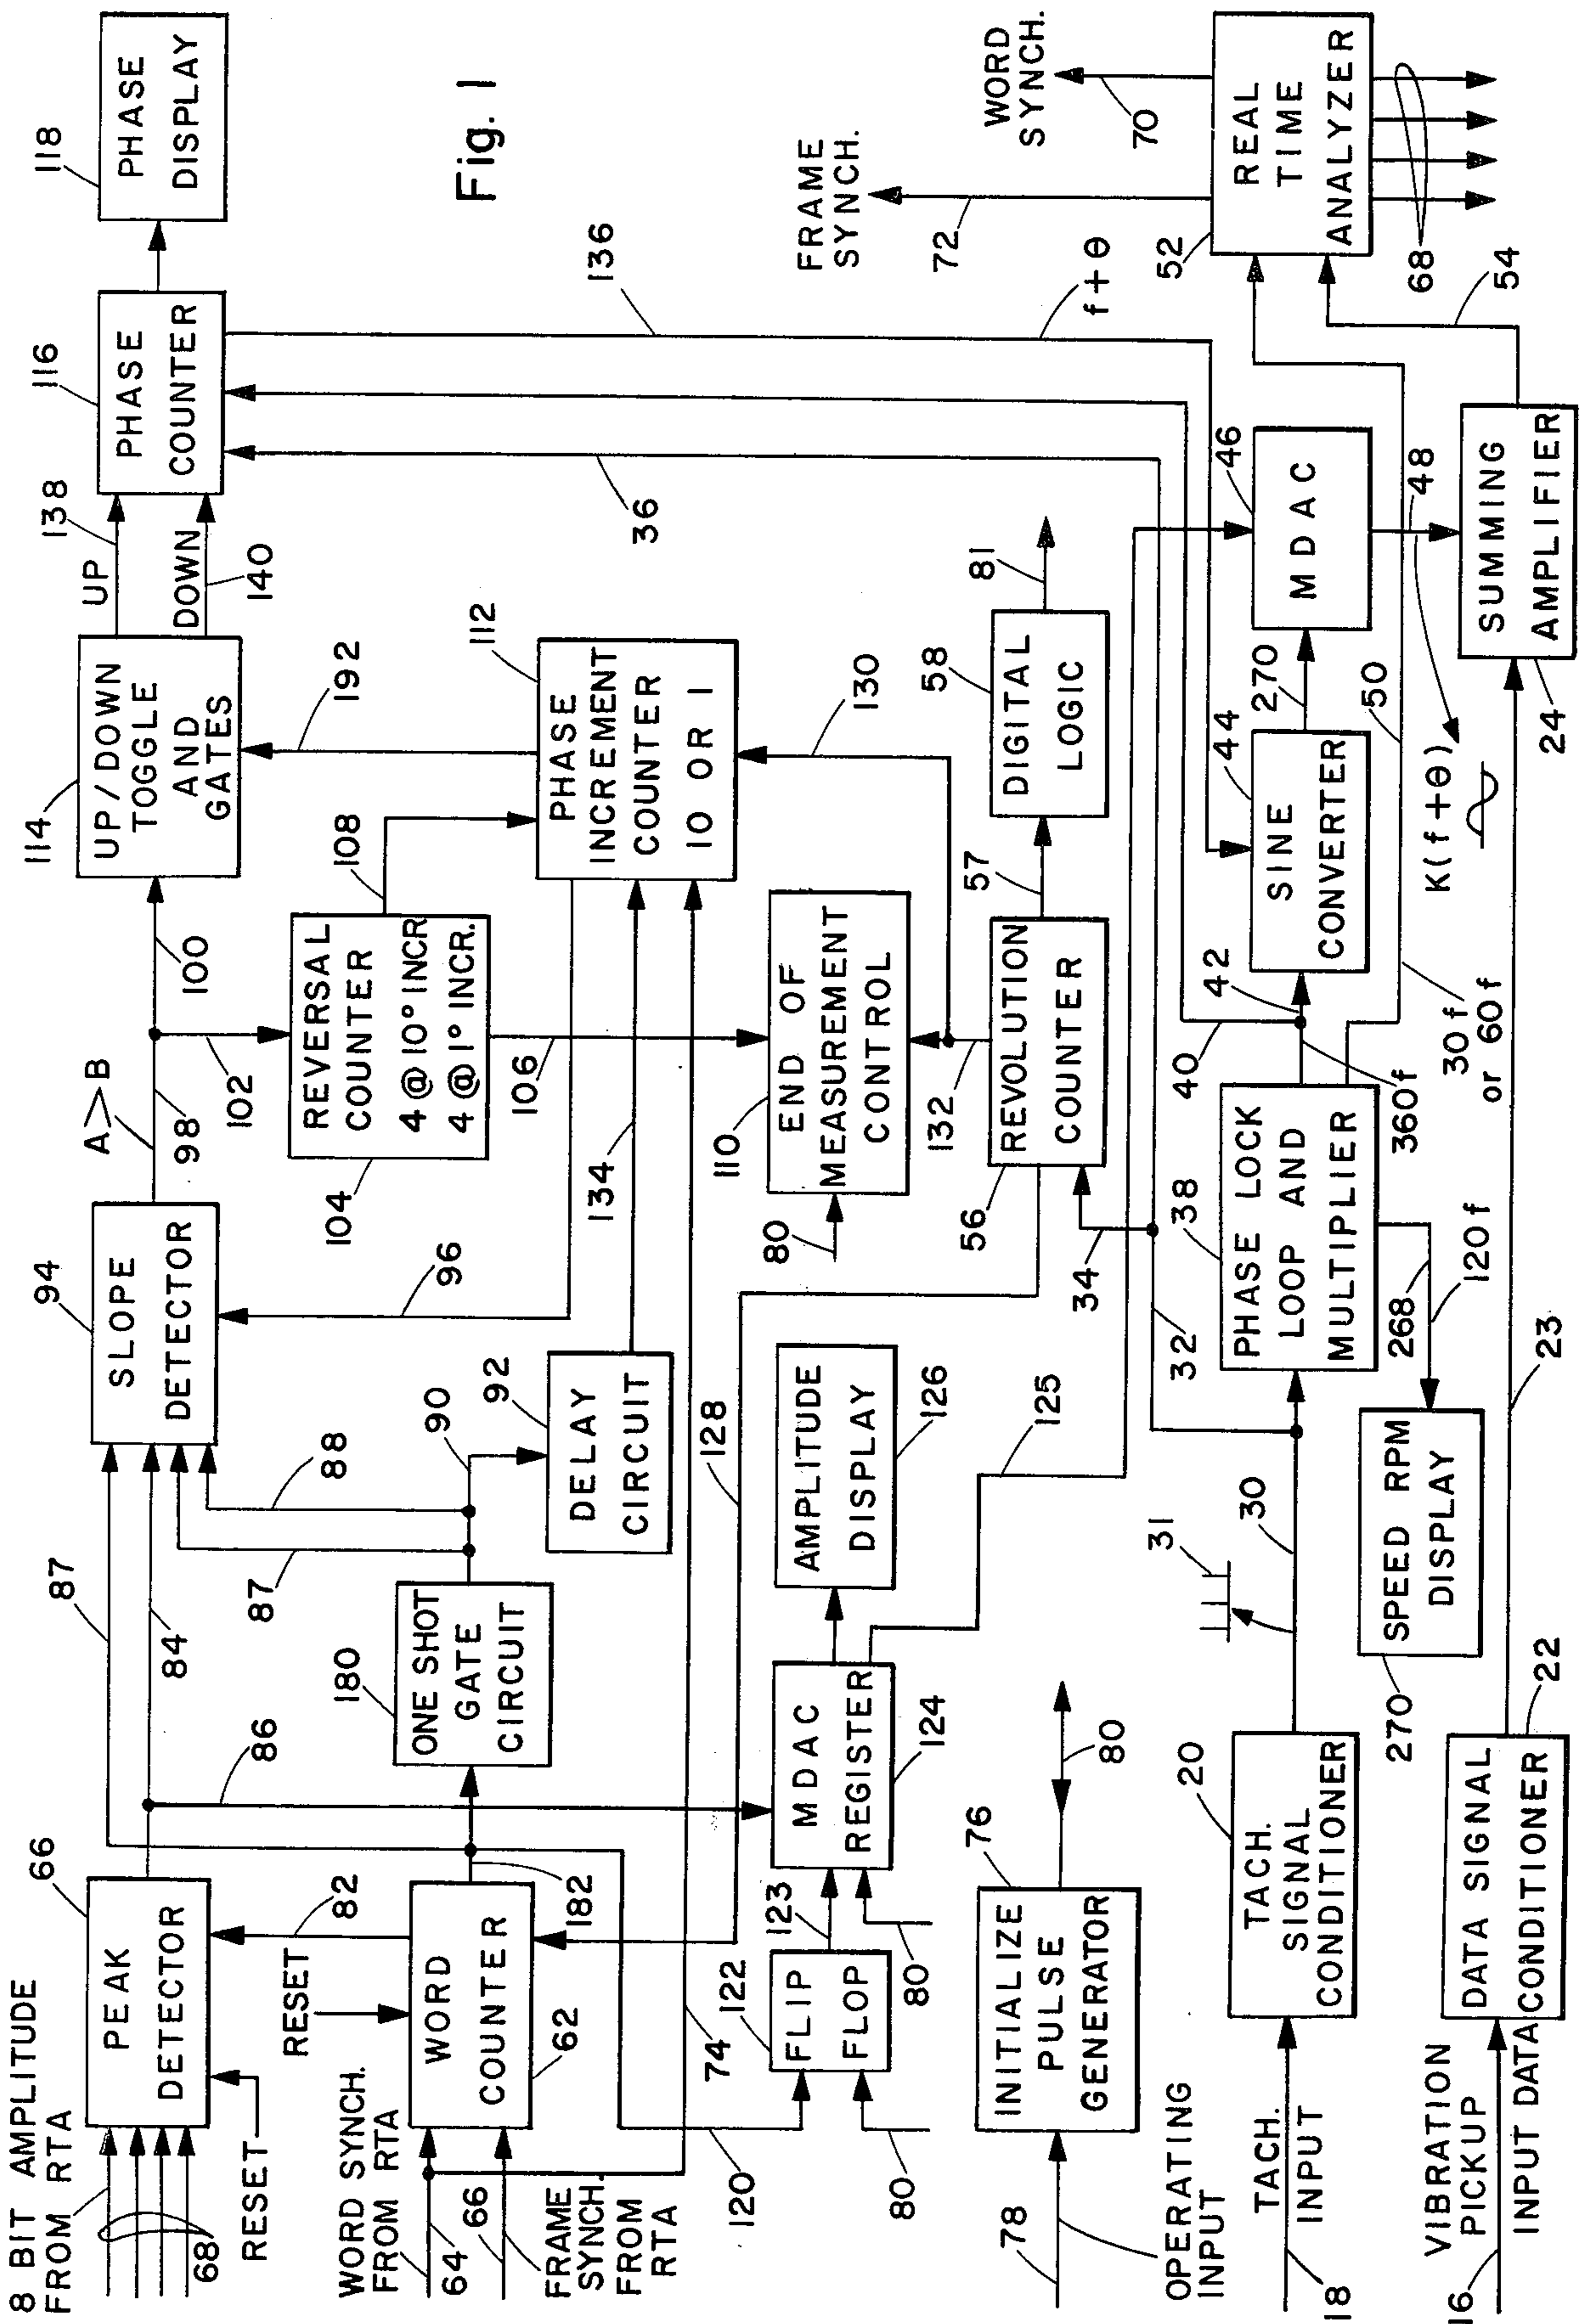 8 BIT AMPLITUDE
FROM RTA
68
RESET
66
PEAK
DETECTOR
82
84
86
87
87
88
94
SLOPE
DETECTOR
96
A>B
98
100
102
114
UP/DOWN
TOGGLE
AND
GATES
UP
138
DOWN
140
116
PHASE
COUNTER
118
PHASE
DISPLAY
Fig. 1
WORD SYNCH.
FROM RTA
64
66
FRAME
SYNCH.
FROM
RTA
RESET
WORD
COUNTER
62
182
180
ONE SHOT
GATE
CIRCUIT
90
92
DELAY
CIRCUIT
104
REVERSAL
COUNTER
4 @ 10° INCR
4 @ 1° INCR.
106
108
192
112
PHASE
INCREMENT
COUNTER
10 OR 1
134
130
136
36
f + θ
74
120
80
122
FLIP
FLOP
123
80
MDAC
REGISTER
124
AMPLITUDE
DISPLAY
126
128
125
110
END OF
MEASUREMENT
CONTROL
80
132
56
REVOLUTION
COUNTER
34
57
58
DIGITAL
LOGIC
81
FRAME
SYNCH.
72
WORD
SYNCH.
70
52
REAL
TIME
ANALYZER
68
54
78
OPERATING
INPUT
76
INITIALIZE
PULSE
GENERATOR
80
TACH.
INPUT
18
20
TACH.
SIGNAL
CONDITIONER
31
30
32
38
PHASE LOCK
LOOP AND
MULTIPLIER
40
42
360f
44
SINE
CONVERTER
270
46
MDAC
48
50
K(f+θ)
30f
or 60f
268
120f
270
SPEED RPM
DISPLAY
VIBRATION
PICKUP
INPUT DATA
16
DATA SIGNAL
CONDITIONER
22
23
24
SUMMING
AMPLIFIER